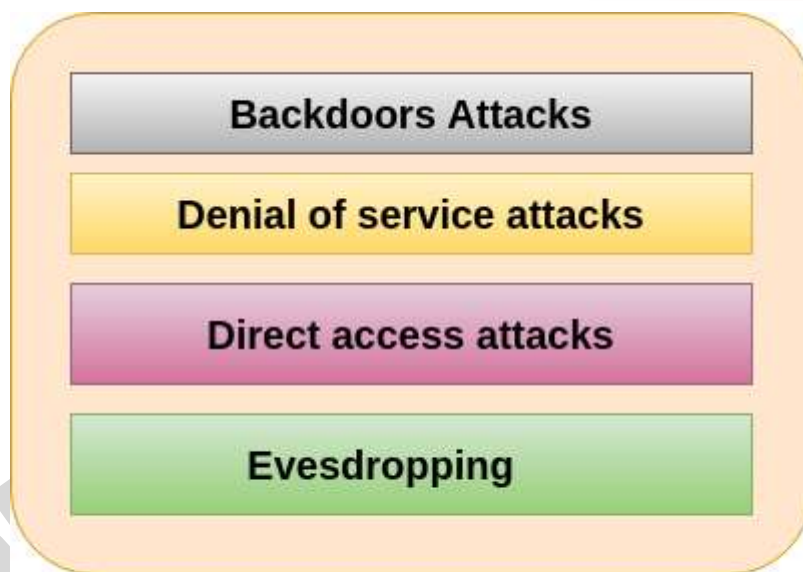 Backdoors Attacks
Denial of service attacks
Direct access attacks
Evesdropping